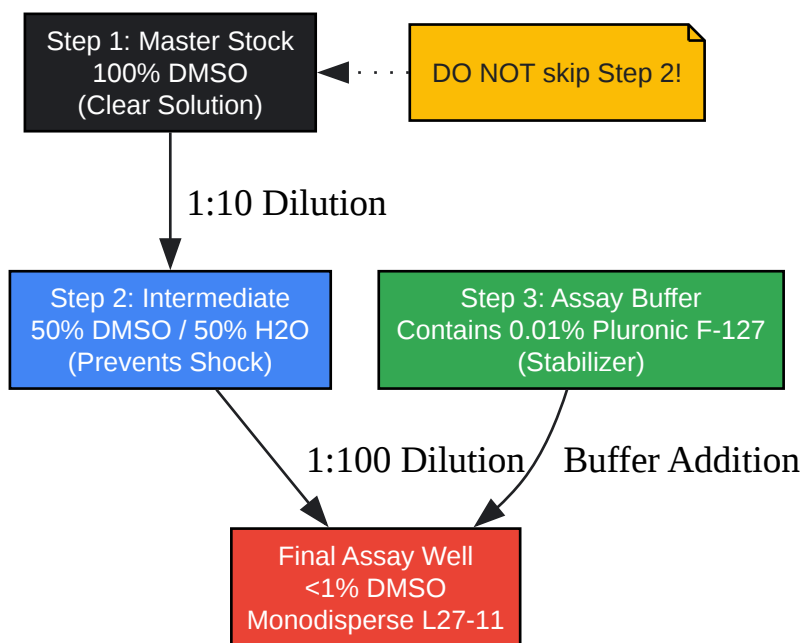 Step 1: Master Stock
100% DMSO
(Clear Solution)
DO NOT skip Step 2!
1:10 Dilution
Step 2: Intermediate
50% DMSO / 50% H2O
(Prevents Shock)
Step 3: Assay Buffer
Contains 0.01% Pluronic F-127
(Stabilizer)
1:100 Dilution
Buffer Addition
Final Assay Well
<1% DMSO
Monodisperse L27-11